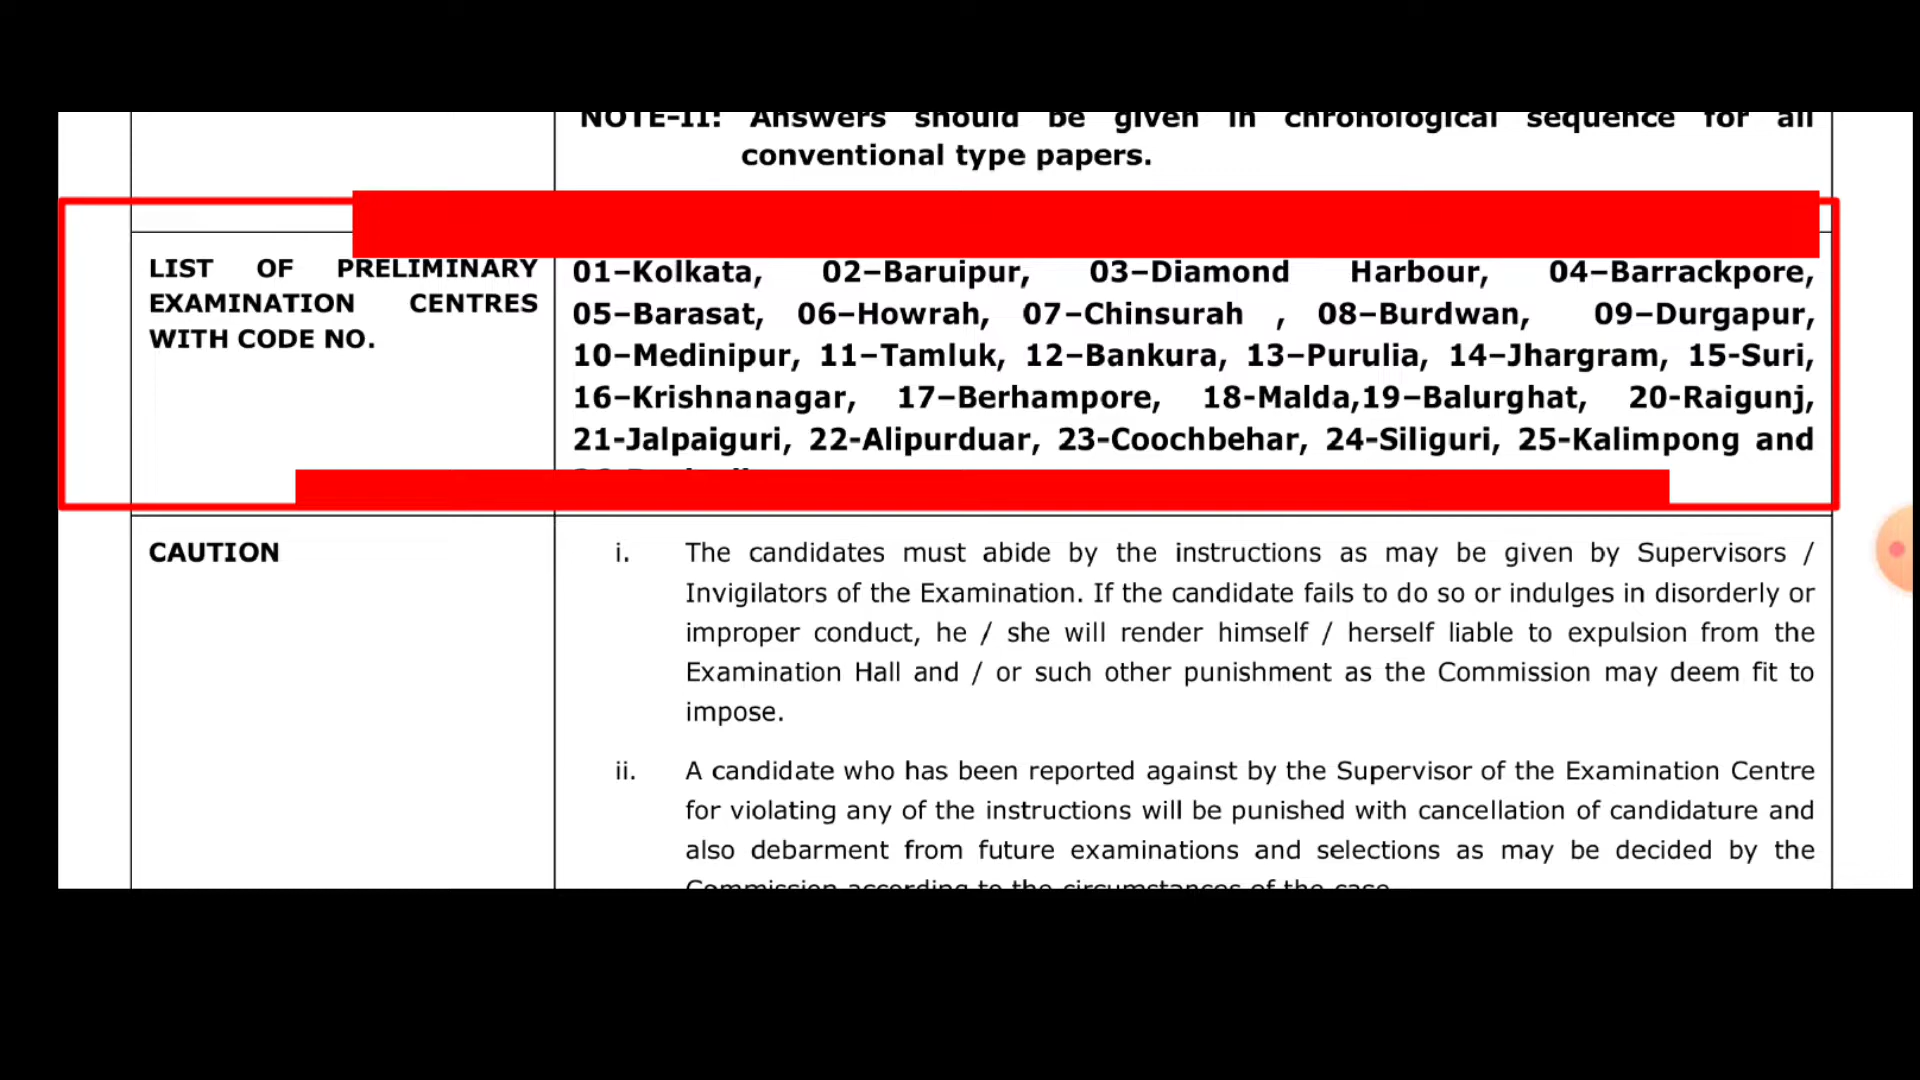 NOTE-II: Answers should be given in chronological sequence for all
conventional type papers.
LIST OF PRELIMINARY
EXAMINATION CENTRES
WITH CODE NO.
01–Kolkata, 02–Baruipur, 03–Diamond Harbour, 04–Barrackpore,
05–Barasat, 06–Howrah, 07–Chinsurah , 08–Burdwan, 09–Durgapur,
10–Medinipur, 11–Tamluk, 12–Bankura, 13–Purulia, 14–Jhargram, 15-Suri,
16–Krishnanagar, 17–Berhampore, 18-Malda,19–Balurghat, 20-Raigunj,
21-Jalpaiguri, 22-Alipurduar, 23-Coochbehar, 24-Siliguri, 25-Kalimpong and
CAUTION
i. The candidates must abide by the instructions as may be given by Supervisors /
Invigilators of the Examination. If the candidate fails to do so or indulges in disorderly or
improper conduct, he / she will render himself / herself liable to expulsion from the
Examination Hall and / or such other punishment as the Commission may deem fit to
impose.
ii. A candidate who has been reported against by the Supervisor of the Examination Centre
for violating any of the instructions will be punished with cancellation of candidature and
also debarment from future examinations and selections as may be decided by the
Commission according to the circumstances of the case.